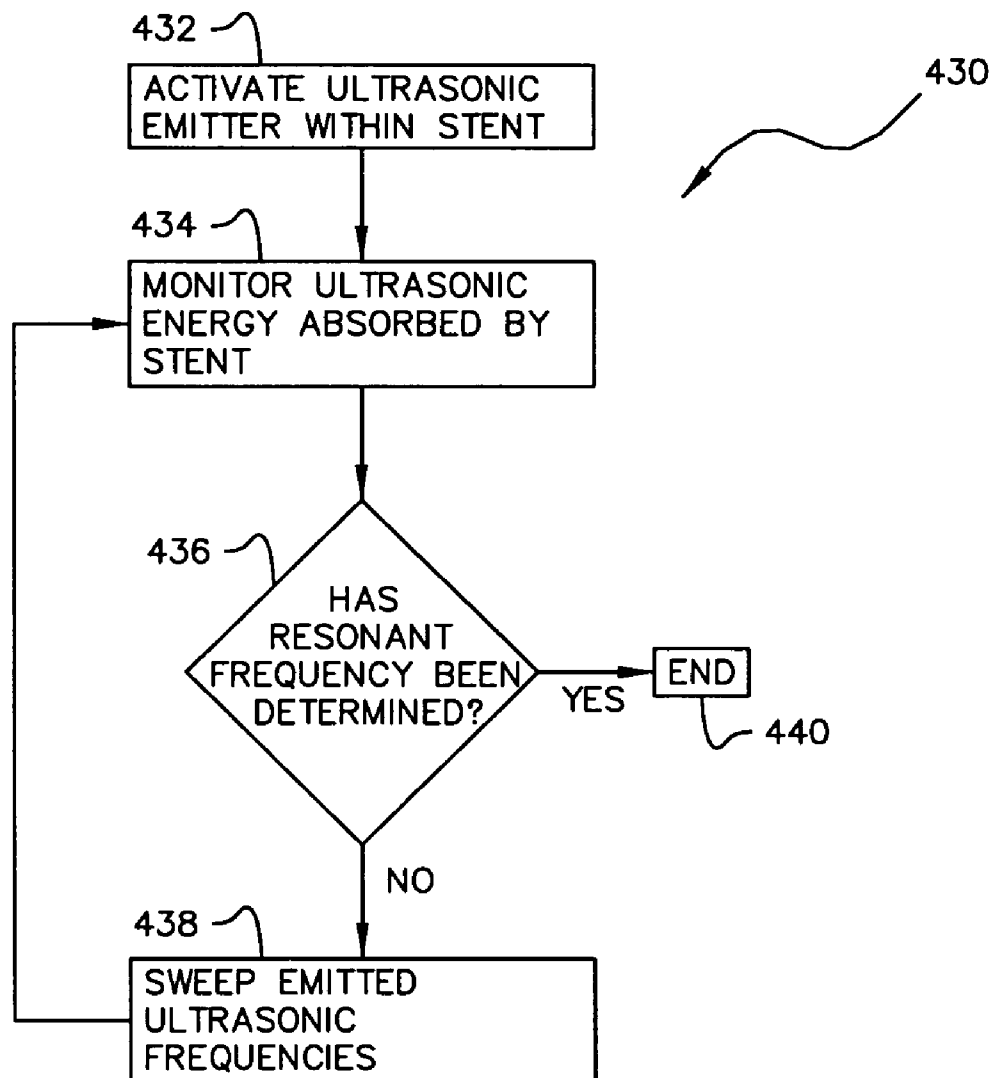 432
ACTIVATE ULTRASONIC
EMITTER WITHIN STENT
430
434
MONITOR ULTRASONIC
ENERGY ABSORBED BY
STENT
436
HAS
RESONANT
FREQUENCY BEEN
DETERMINED?
YES
END
440
NO
438
SWEEP EMITTED
ULTRASONIC
FREQUENCIES